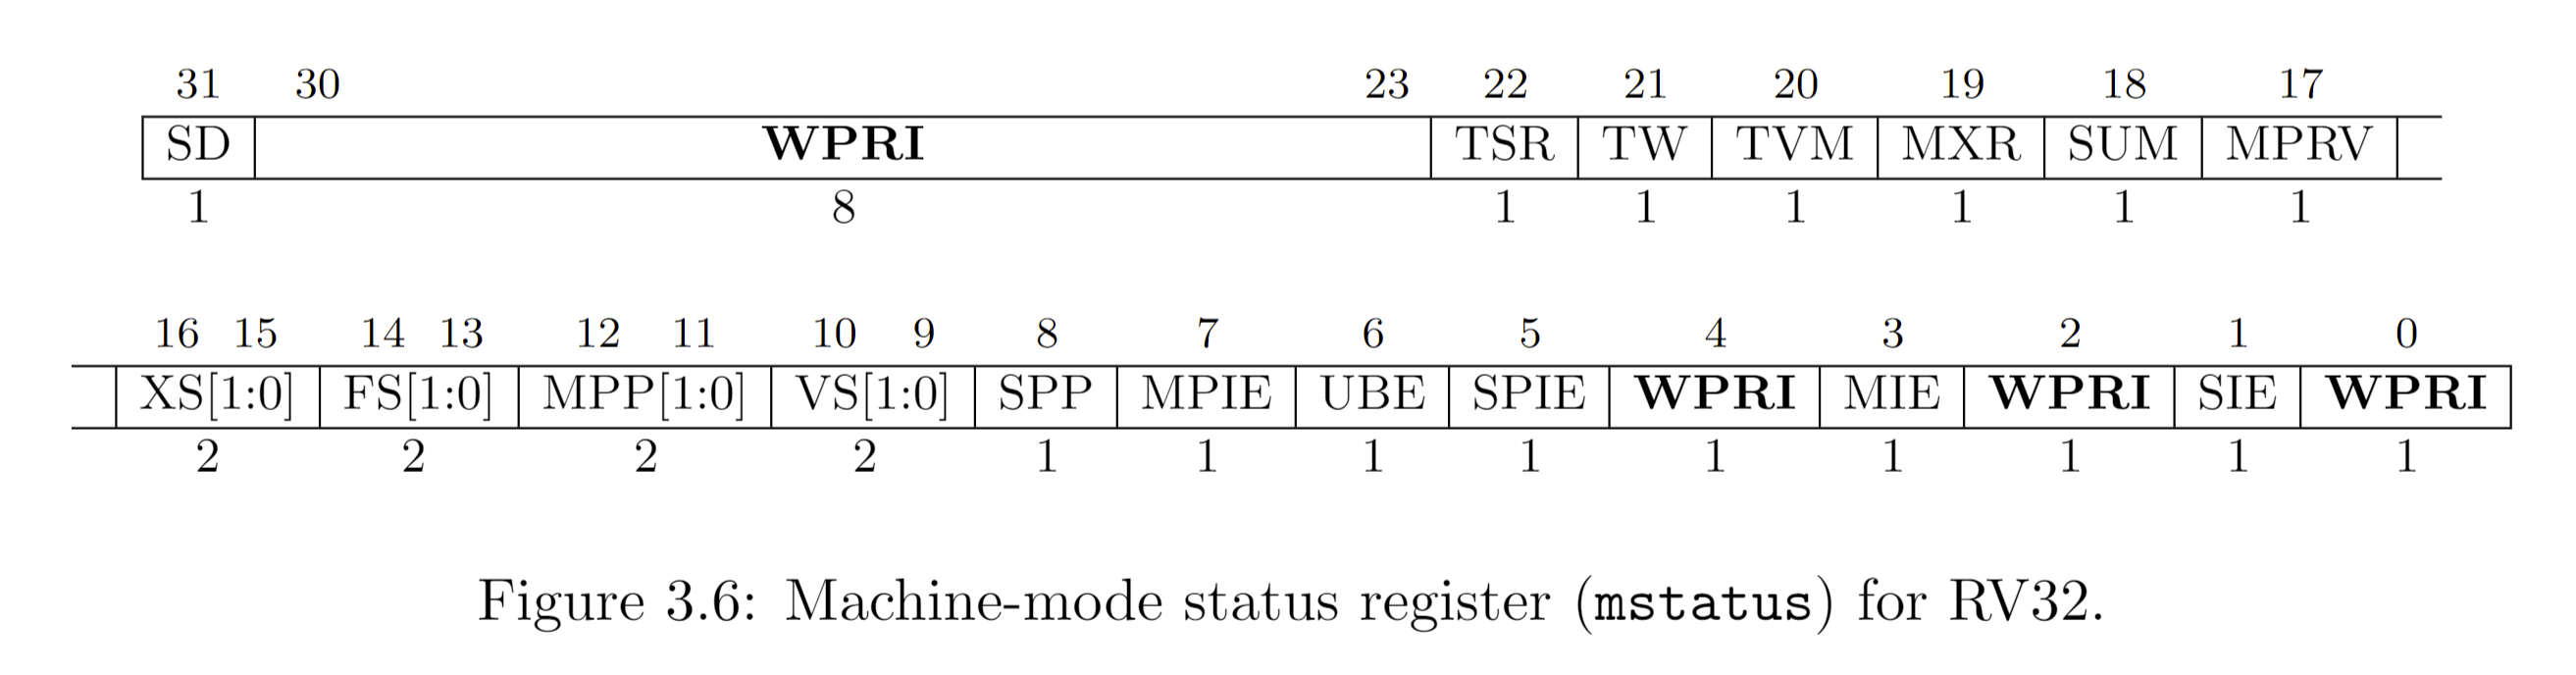 31 30 23 22 21 20 19 18 17
SD WPRI TSR TW TVM MXR SUM MPRV
1 8 1 1 1 1 1 1
16 15 14 13 12 11 10 9 8 7 6 5 4 3 2 1 0
XS[1:0] FS[1:0] MPP[1:0] VS[1:0] SPP MPIE UBE SPIE WPRI MIE WPRI SIE WPRI
2 2 2 2 1 1 1 1 1 1 1 1 1
Figure 3.6: Machine-mode status register (mstatus) for RV32.